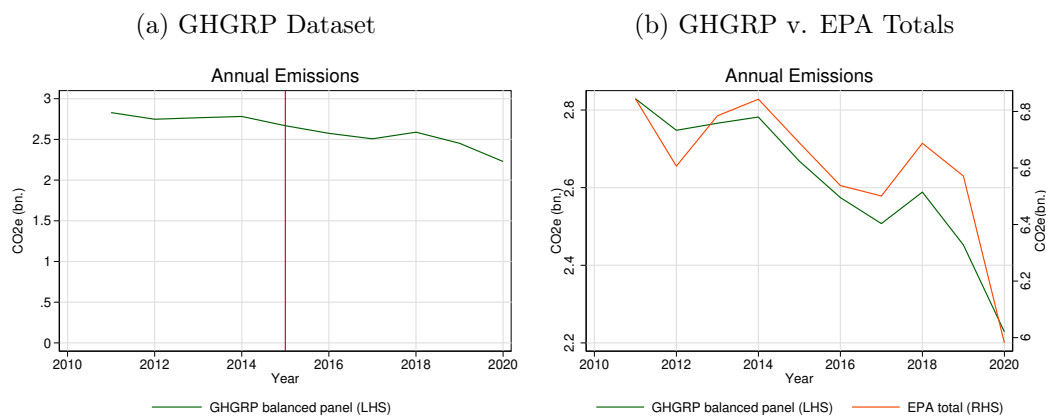 (a) GHGRP Dataset
Annual Emissions
CO2e (bn.)
3
2.5
2
1.5
1
.5
0
2010 2012 2014 2016 2018 2020
Year
GHGRP balanced panel (LHS)
(b) GHGRP v. EPA Totals
Annual Emissions
CO2e (bn.)
2.8
2.6
2.4
2.2
CO2e(bn.)
6.8
6.6
6.4
6.2
6
2010 2012 2014 2016 2018 2020
Year
GHGRP balanced panel (LHS) EPA total (RHS)